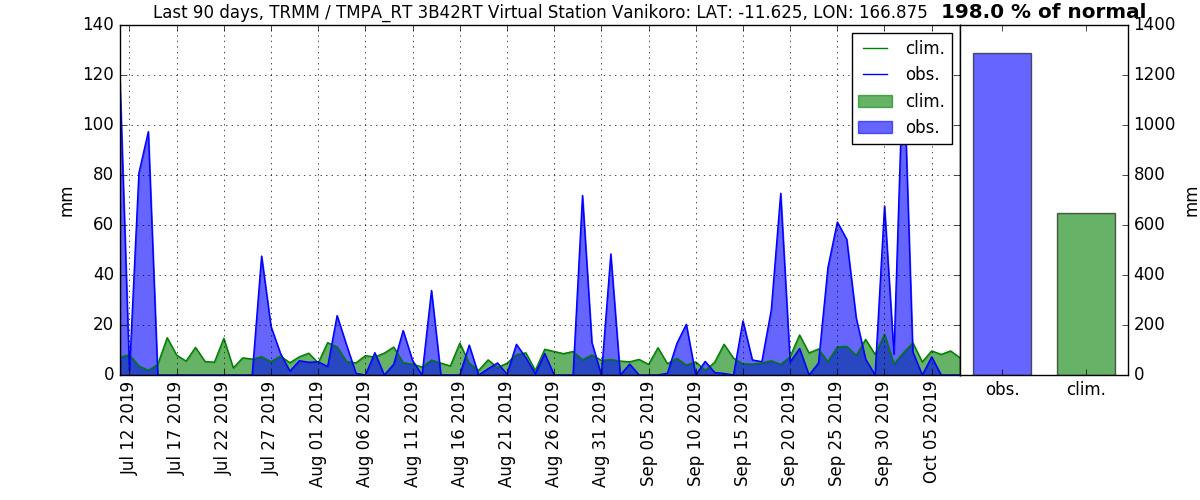 Last 90 days, TRMM / TMPA_RT 3B42RT Virtual Station Vanikoro: LAT: -11.625, LON: 166.875 198.0 % of normal
140
120
100
80
60
40
20
0
mm
clim.
obs.
clim.
obs.
1400
1200
1000
800
600
400
200
0
mm
Jul 12 2019
Jul 17 2019
Jul 22 2019
Jul 27 2019
Aug 01 2019
Aug 06 2019
Aug 11 2019
Aug 16 2019
Aug 21 2019
Aug 26 2019
Aug 31 2019
Sep 05 2019
Sep 10 2019
Sep 15 2019
Sep 20 2019
Sep 25 2019
Sep 30 2019
Oct 05 2019
obs.
clim.